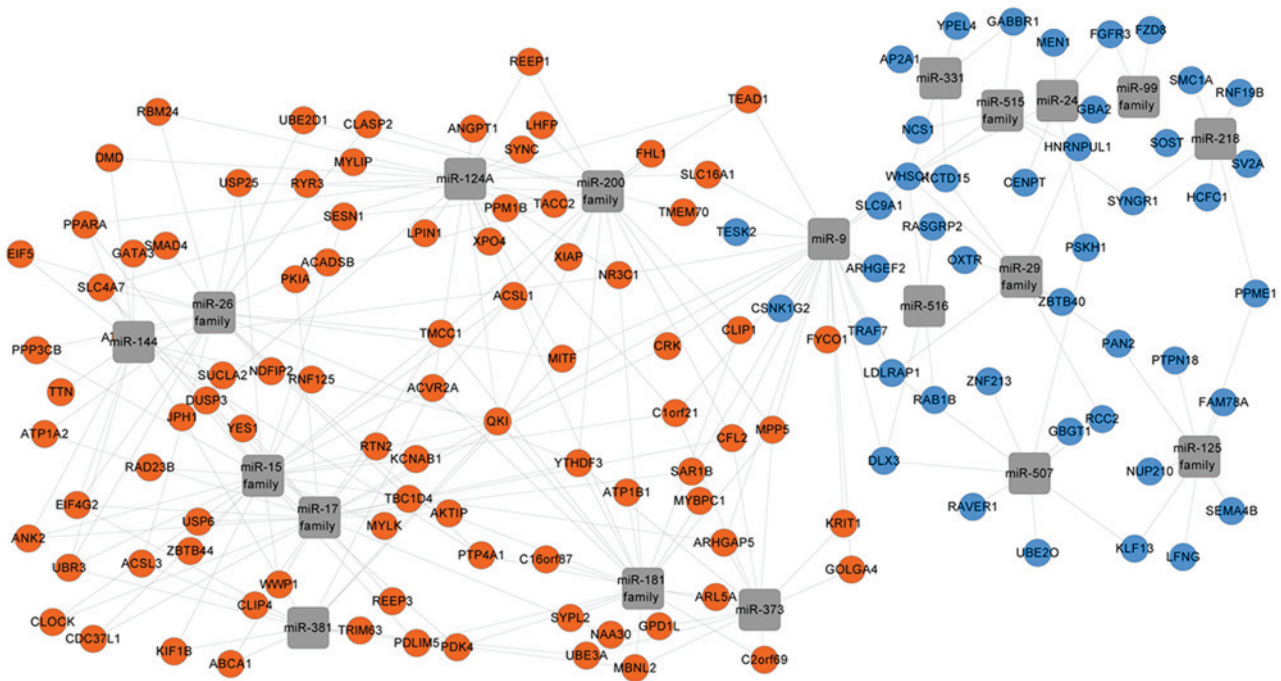 YPEL4
GABBR1
MEN1
FGFR3
FZD8
REEP1
AP2A1
miR-331
SMC1A
RNF19B
TEAD1
miR-515
family
miR-24
miR-99
family
GBA2
RBM24
UBE2D1
CLASP2
ANGPT1
LHFP
NCS1
HNRNPUL1
SOST
miR-218
SV2A
DMD
MYLIP
SYNC
FHL1
SLC16A1
USP25
RYR3
miR-124A
miR-200
family
KCTD15
CENPT
SYNGR1
HCFC1
PPARA
SESN1
PPM1B
TACC2
TMEM70
SLC9A1
RASGRP2
LPIN1
XPO4
TESK2
miR-9
EIF5
GATA3
SMAD4
ACADSB
XIAP
NR3C1
ARHGEF2
OXTR
miR-29
family
PSKH1
SLC4A7
PKIA
miR-26
family
ACSL1
CSNK1G2
miR-516
ZBTB40
PPME1
miR-144
TMCC1
CLIP1
CRK
FYCO1
TRAF7
PPP3CB
MITF
PAN2
SUCLA2
NDFIP2
RNF125
LDLRAP1
PTPN18
TTN
DUSP3
ACVR2A
ZNF213
RAB1B
JPH1
YES1
QKI
C1orf21
MPP5
RCC2
FAM78A
ATP1A2
RTN2
CFL2
GBGT1
miR-125
family
RAD23B
miR-15
family
KCNAB1
YTHDF3
SAR1B
DLX3
miR-507
NUP210
EIF4G2
TBC1D4
ATP1B1
MYBPC1
RAVER1
SEMA4B
miR-17
family
AKTIP
USP6
MYLK
KRIT1
ANK2
ZBTB44
ARHGAP5
UBE2O
KLF13
LFNG
UBR3
ACSL3
PTP4A1
C16orf87
GOLGA4
WWP1
miR-181
family
ARL5A
miR-373
CLIP4
REEP3
CLOCK
miR-381
TRIM63
SYPL2
GPD1L
CDC37L1
NAA30
KIF1B
PDLIM5
PDK4
UBE3A
ABCA1
MBNL2
C2orf69